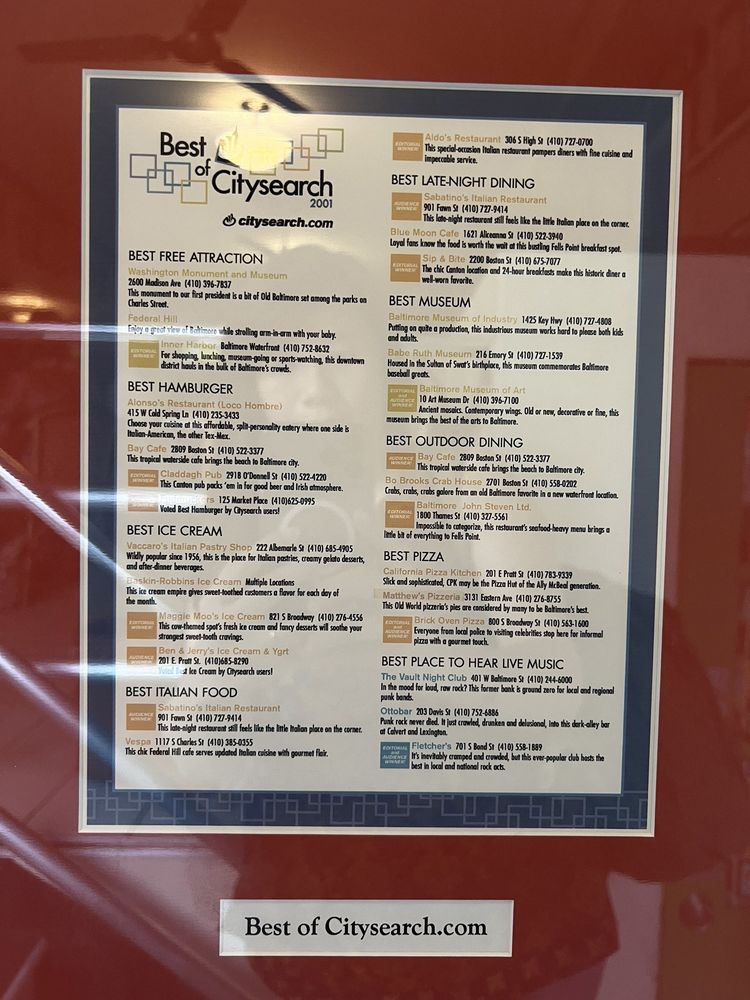 Best
of Citysearch
2001
citysearch.com
BEST FREE ATTRACTION
Washington Monument and Museum
2600 Madison Ave (410) 396-7837
This monument to our first president is a bit of Old Baltimore set among the parks on
Charles Street.
Federal Hill
Enjoy a great view of Baltimore while strolling arm-in-arm with your baby.
EDITORIAL WINNER! Inner Harbor Baltimore Waterfront (410) 752-8632
For shopping, lunching, museum-going or sports-watching, this downtown
district hauls in the bulk of Baltimore's crowds.
BEST HAMBURGER
Alonso's Restaurant (Loco Hombre)
415 W Cold Spring Ln (410) 235-3433
Choose your cuisine at this affordable, split-personality eatery where one side is
Italian-American, the other Tex-Mex.
Bay Cafe 2809 Boston St (410) 522-3377
This tropical waterside cafe brings the beach to Baltimore city.
EDITORIAL WINNER! Claddagh Pub 2918 O'Donnell St (410) 522-4220
This Canton pub packs 'em in for good beer and Irish atmosphere.
125 Market Place (410)625-0995
Voted Best Hamburger by Citysearch users!
BEST ICE CREAM
Vaccaro's Italian Pastry Shop 222 Albemarle St (410) 685-4905
Wildly popular since 1956, this is the place for Italian pastries, creamy gelato desserts,
and after-dinner beverages.
Baskin-Robbins Ice Cream Multiple Locations
This ice cream empire gives sweet-toothed customers a flavor for each day of
the month.
EDITORIAL WINNER! Maggie Moo's Ice Cream 821 S Broadway (410) 276-4556
This cow-themed spot's fresh ice cream and fancy desserts will soothe your
strongest sweet-tooth cravings.
AUDIENCE WINNER! Ben & Jerry's Ice Cream & Ygrt
201 E. Pratt St. (410)685-8290
Voted Best Ice Cream by Citysearch users!
BEST ITALIAN FOOD
AUDIENCE WINNER! Sabatino's Italian Restaurant
901 Fawn St (410) 727-9414
This late-night restaurant still feels like the little Italian place on the corner.
Vespa 1117 S Charles St (410) 385-0355
This chic Federal Hill cafe serves updated Italian cuisine with gourmet flair.
EDITORIAL WINNER! Aldo's Restaurant 306 S High St (410) 727-0700
This special-occasion Italian restaurant pampers diners with fine cuisine and
impeccable service.
BEST LATE-NIGHT DINING
AUDIENCE WINNER! Sabatino's Italian Restaurant
901 Fawn St (410) 727-9414
This late-night restaurant still feels like the little Italian place on the corner.
Blue Moon Cafe 1621 Aliceanna St (410) 522-3940
Loyal fans know the food is worth the wait at this bustling Fells Point breakfast spot.
EDITORIAL WINNER! Sip & Bite 2200 Boston St (410) 675-7077
The chic Canton location and 24-hour breakfasts make this historic diner a
well-worn favorite.
BEST MUSEUM
Baltimore Museum of Industry 1425 Key Hwy (410) 727-4808
Putting on quite a production, this industrious museum works hard to please both kids
and adults.
Babe Ruth Museum 216 Emory St (410) 727-1539
Housed in the Sultan of Swat's birthplace, this museum commemorates Baltimore
baseball greats.
EDITORIAL and AUDIENCE WINNER! Baltimore Museum of Art
10 Art Museum Dr (410) 396-7100
Ancient mosaics. Contemporary wings. Old or new, decorative or fine, this
museum brings the best of the arts to Baltimore.
BEST OUTDOOR DINING
AUDIENCE WINNER! Bay Cafe 2809 Boston St (410) 522-3377
This tropical waterside cafe brings the beach to Baltimore city.
Bo Brooks Crab House 2701 Boston St (410) 558-0202
Crabs, crabs, crabs galore from an old Baltimore favorite in a new waterfront location.
EDITORIAL WINNER! Baltimore John Steven Ltd.
1800 Thames St (410) 327-5561
Impossible to categorize, this restaurant's seafood-heavy menu brings a
little bit of everything to Fells Point.
BEST PIZZA
California Pizza Kitchen 201 E Pratt St (410) 783-9339
Slick and sophisticated, CPK may be the Pizza Hut of the Ally McBeal generation.
Matthew's Pizzeria 3131 Eastern Ave (410) 276-8755
This Old World pizzeria's pies are considered by many to be Baltimore's best.
EDITORIAL and AUDIENCE WINNER! Brick Oven Pizza 800 S Broadway St (410) 563-1600
Everyone from local police to visiting celebrities stop here for informal
pizza with a gourmet touch.
BEST PLACE TO HEAR LIVE MUSIC
The Vault Night Club 401 W Baltimore St (410) 244-6000
In the mood for loud, raw rock? This former bank is ground zero for local and regional
punk bands.
Ottobar 203 Davis St (410) 752-6886
Punk rock never died. It just crawled, drunken and delusional, into this dark-alley bar
at Calvert and Lexington.
EDITORIAL and AUDIENCE WINNER! Fletcher's 701 S Bond St (410) 558-1889
It's inevitably cramped and crowded, but this ever-popular club hosts the
best in local and national rock acts.
Best of Citysearch.com